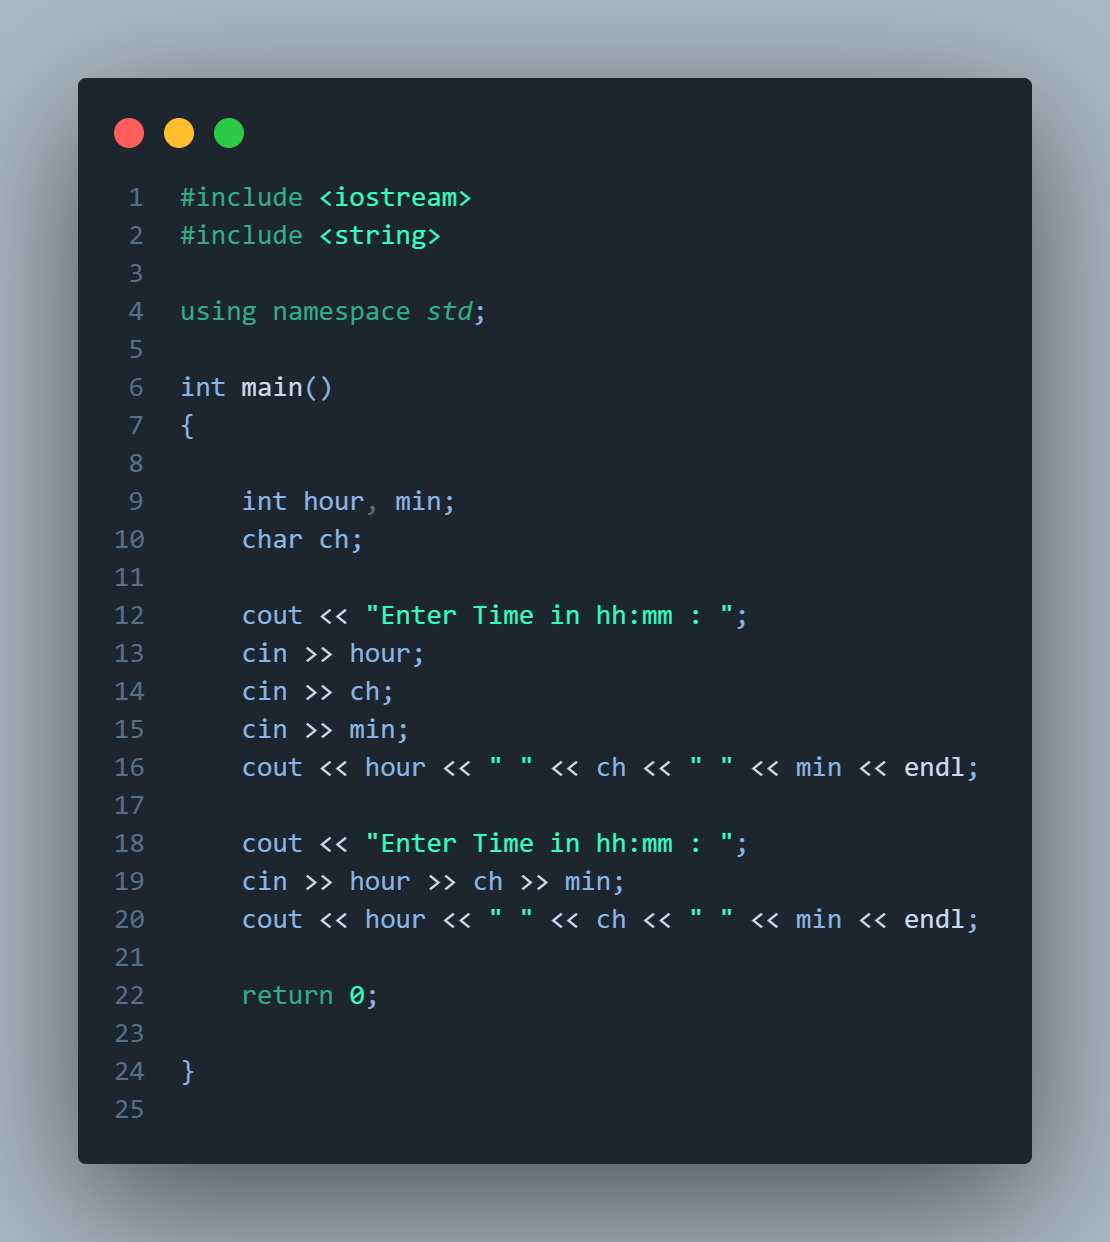 1 #include <iostream>
2 #include <string>
3
4 using namespace std;
5
6 int main()
7 {
8
9     int hour, min;
10     char ch;
11
12     cout << "Enter Time in hh:mm : ";
13     cin >> hour;
14     cin >> ch;
15     cin >> min;
16     cout << hour << " " << ch << " " << min << endl;
17
18     cout << "Enter Time in hh:mm : ";
19     cin >> hour >> ch >> min;
20     cout << hour << " " << ch << " " << min << endl;
21
22     return 0;
23
24 }
25